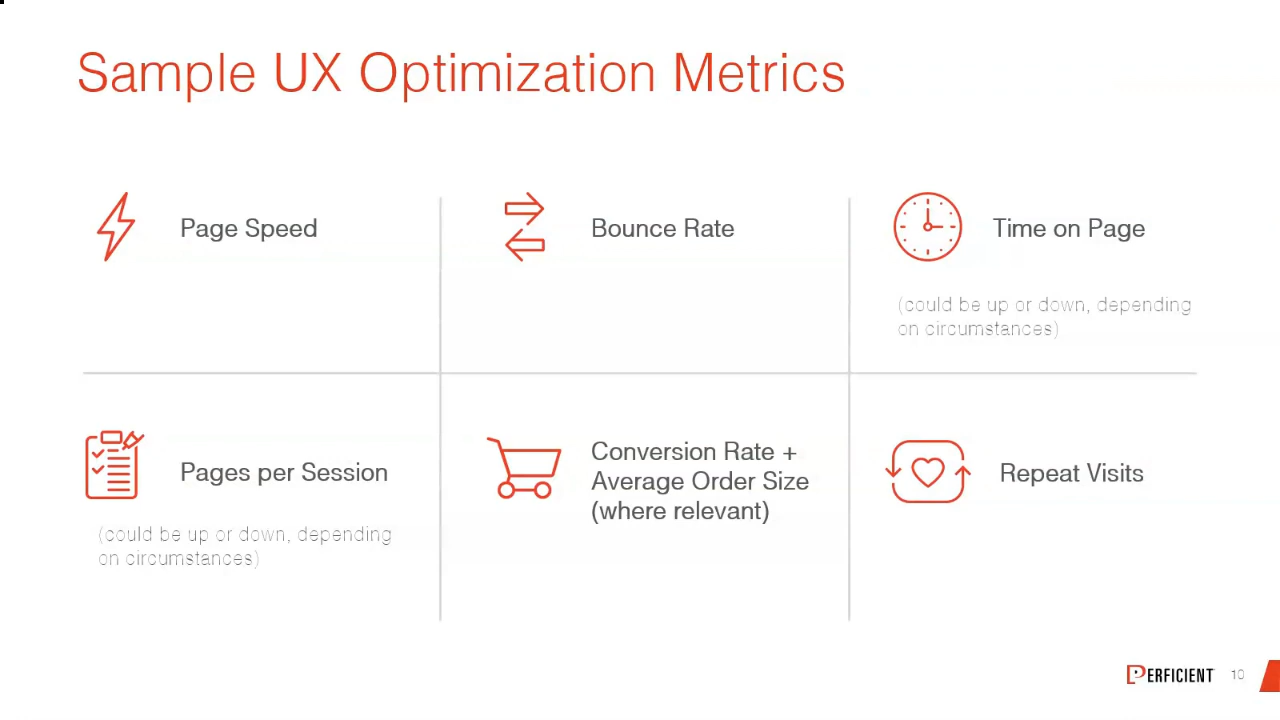 Sample UX Optimization Metrics
Page Speed
Bounce Rate
Time on Page
(could be up or down, depending
on circumstances)
Pages per Session
(could be up or down, depending
on circumstances)
Conversion Rate +
Average Order Size
(where relevant)
Repeat Visits
PERFICIENT
10